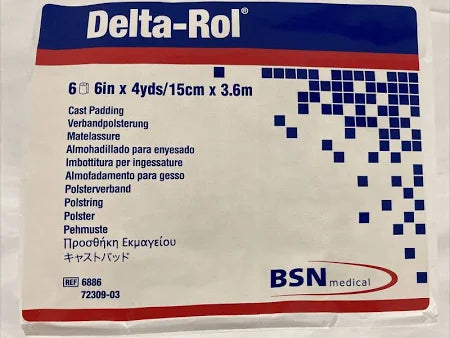 Delta-Rol®
6 6in x 4yds/15cm x 3.6m
Cast Padding
Verbandpolsterung
Matelassure
Almohadillado para enyesado
Imbottitura per ingessature
Almofadamento para gesso
Polsterverband
Polstring
Polster
Pehmuste
Προσθήκη Εκμαγείου
キャストパッド
REF 6886
72309-03
BSN medical